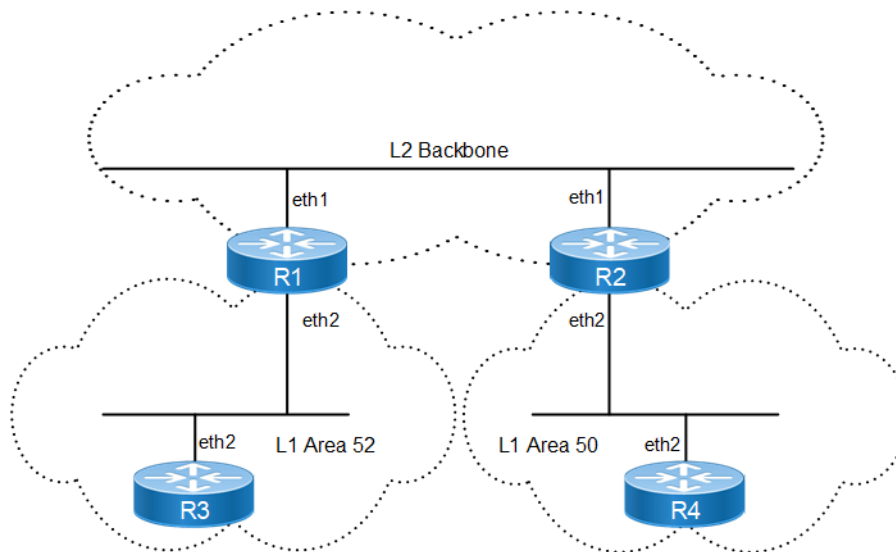 L2 Backbone
eth1
eth1
R1
R2
eth2
eth2
eth2
L1 Area 52
L1 Area 50
eth2
R3
R4